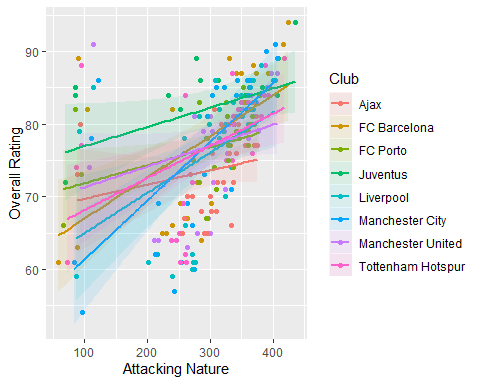 Overall Rating
90
80
70
60
100
200
300
400
Attacking Nature
Club
Ajax
FC Barcelona
FC Porto
Juventus
Liverpool
Manchester City
Manchester United
Tottenham Hotspur